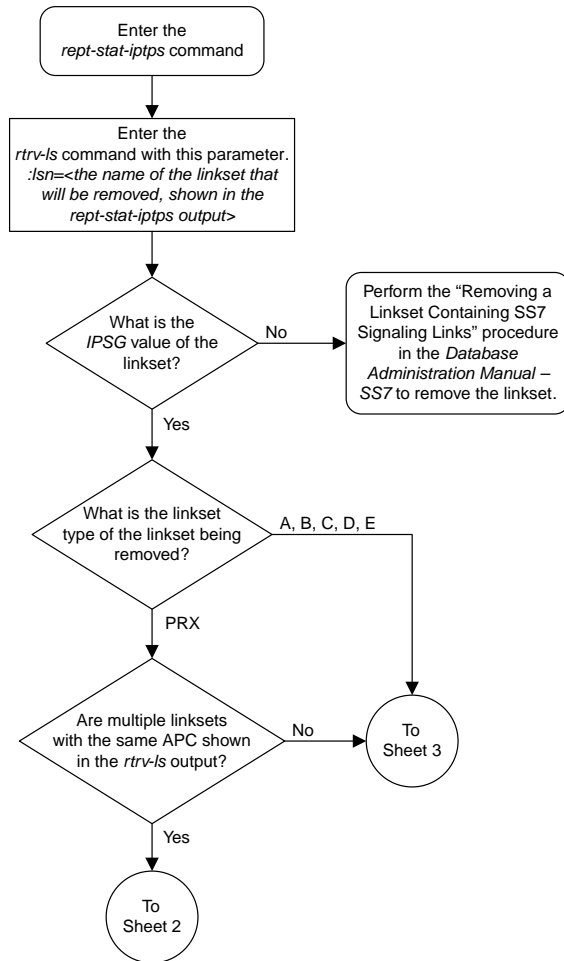 Enter the
rept-stat-iptps
command
Enter the
rtrv-ls command with this parameter.
:lsn=<the name of the linkset that
will be removed, shown in the
rept-stat-iptps output>
What is the
IPSG value of the
linkset?
No
Perform the “Removing a
Linkset Containing SS7
Signaling Links” procedure
in the Database
Administration Manual –
SS7 to remove the linkset.
Yes
What is the linkset
type of the linkset being
removed?
A, B, C, D, E
PRX
Are multiple linksets
with the same APC shown
in the rtrv-ls output?
No
To
Sheet 3
Yes
To
Sheet 2